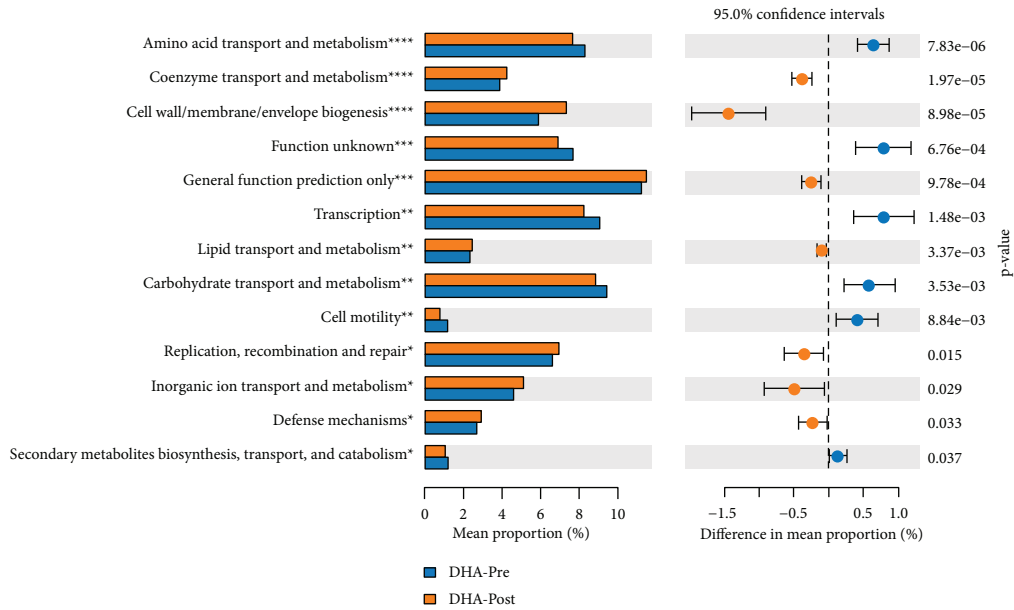 95.0% confidence intervals
Amino acid transport and metabolism**** 7.83e−06
Coenzyme transport and metabolism**** 1.97e−05
Cell wall/membrane/envelope biogenesis**** 8.98e−05
Function unknown*** 6.76e−04
General function prediction only*** 9.78e−04
Transcription** 1.48e−03
Lipid transport and metabolism** 3.37e−03
Carbohydrate transport and metabolism** 3.53e−03
Cell motility** 8.84e−03
Replication, recombination and repair* 0.015
Inorganic ion transport and metabolism* 0.029
Defense mechanisms* 0.033
Secondary metabolites biosynthesis, transport, and catabolism* 0.037
p-value
0 2 4 6 8 10 −1.5 −0.5 0 0.5 1.0
Mean proportion (%) Difference in mean proportion (%)
DHA-Pre
DHA-Post